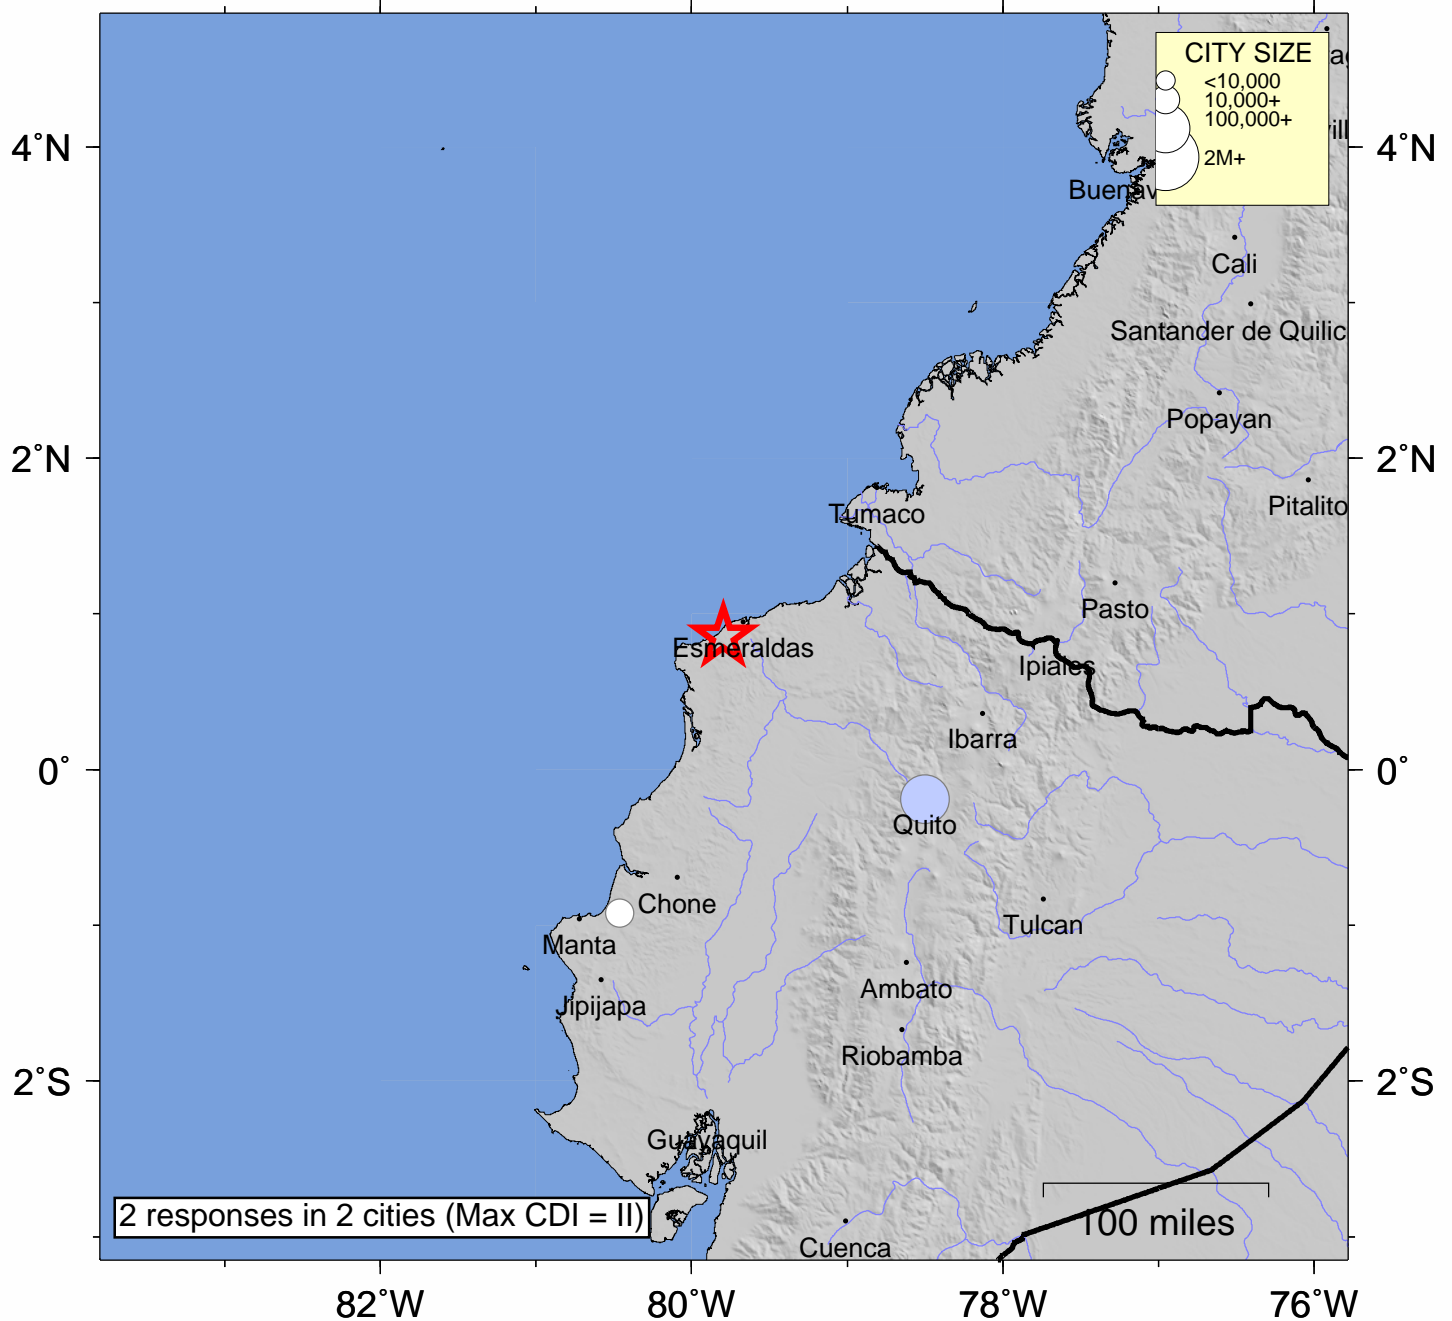 CITY SIZE
<10,000
10,000+
100,000+
2M+
4°N
4°N
Cali
Santander de Quilic
Popayan
2°N
2°N
Pitalito
Tumaco
Pasto
Esmeraldas
Ipiales
Ibarra
0°
0°
Quito
Chone
Tulcan
Manta
Ambato
Jipijapa
Riobamba
2°S
2°S
Guayaquil
2 responses in 2 cities (Max CDI = II)
100 miles
Cuenca
82°W
80°W
78°W
76°W